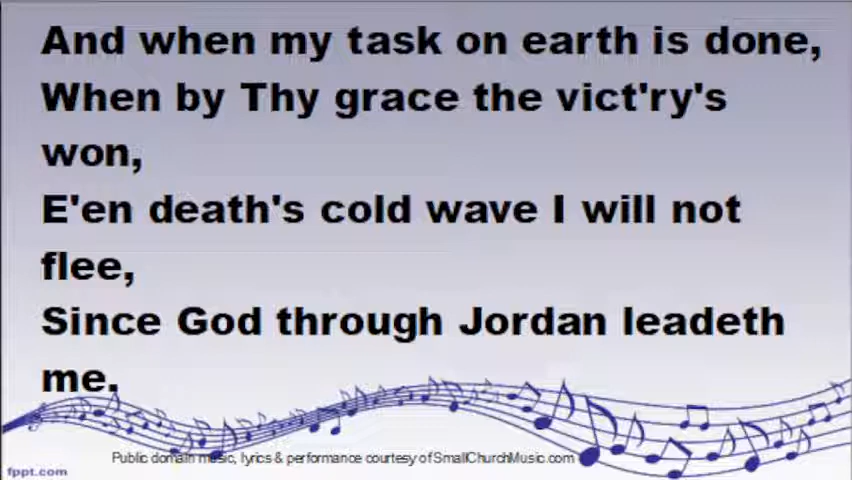 And when my task on earth is done,
When by Thy grace the vict'ry's
won,
E'en death's cold wave I will not
flee,
Since God through Jordan leadeth
me.
Public domain music, lyrics & performance courtesy of SmallChurchMusic.com
fppt.com